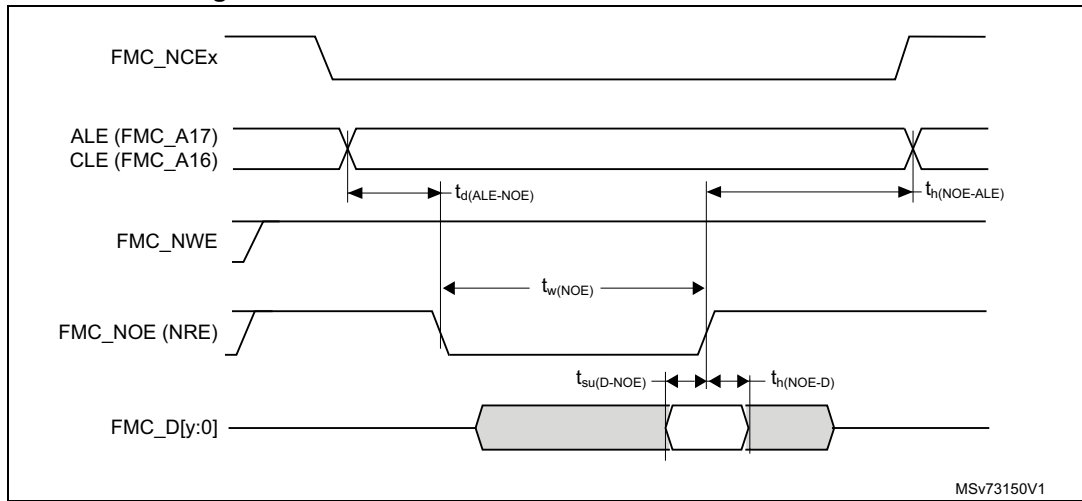 FMC_NCEx
ALE (FMC_A17)
CLE (FMC_A16)
td(ALE-NOE)
th(NOE-ALE)
FMC_NWE
tw(NOE)
FMC_NOE (NRE)
tsu(D-NOE)
th(NOE-D)
FMC_D[y:0]
MSv73150V1